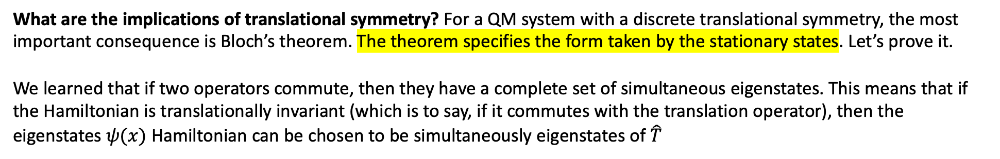 What are the implications of translational symmetry? For a QM system with a discrete translational symmetry, the most
important consequence is Bloch’s theorem. The theorem specifies the form taken by the stationary states. Let’s prove it.
We learned that if two operators commute, then they have a complete set of simultaneous eigenstates. This means that if
the Hamiltonian is translationally invariant (which is to say, if it commutes with the translation operator), then the
eigenstates ψ(x) Hamiltonian can be chosen to be simultaneously eigenstates of T̂